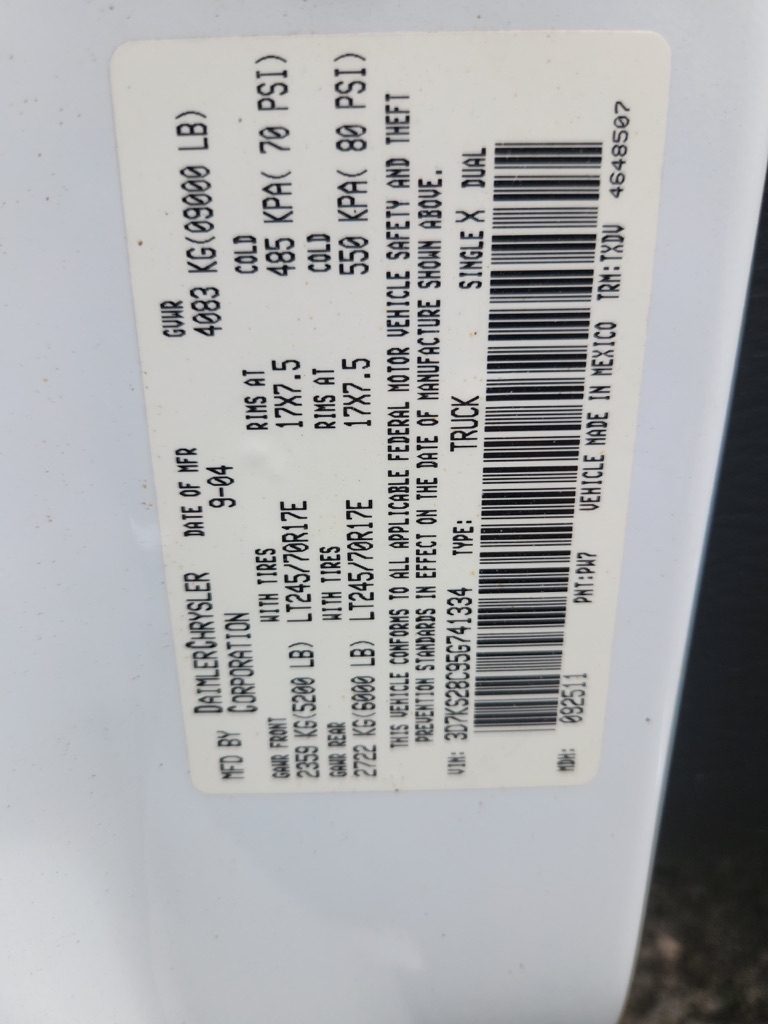 MFD BY DAIMLERCHRYSLER CORPORATION DATE OF MFR 9-04 GVWR 4083 KG(09000 LB)
GAWR FRONT WITH TIRES RIMS AT COLD
2359 KG(5200 LB) LT245/70R17E 17X7.5 485 KPA( 70 PSI)
GAWR REAR WITH TIRES RIMS AT COLD
2722 KG(6000 LB) LT245/70R17E 17X7.5 550 KPA( 80 PSI)
THIS VEHICLE CONFORMS TO ALL APPLICABLE FEDERAL MOTOR VEHICLE SAFETY AND THEFT
PREVENTION STANDARDS IN EFFECT ON THE DATE OF MANUFACTURE SHOWN ABOVE.
VIN: 3D7KS28C95G741334 TYPE: TRUCK SINGLE X DUAL
MDH: 092511 PNT:PW7 VEHICLE MADE IN MEXICO TRM:TXDV
4648507